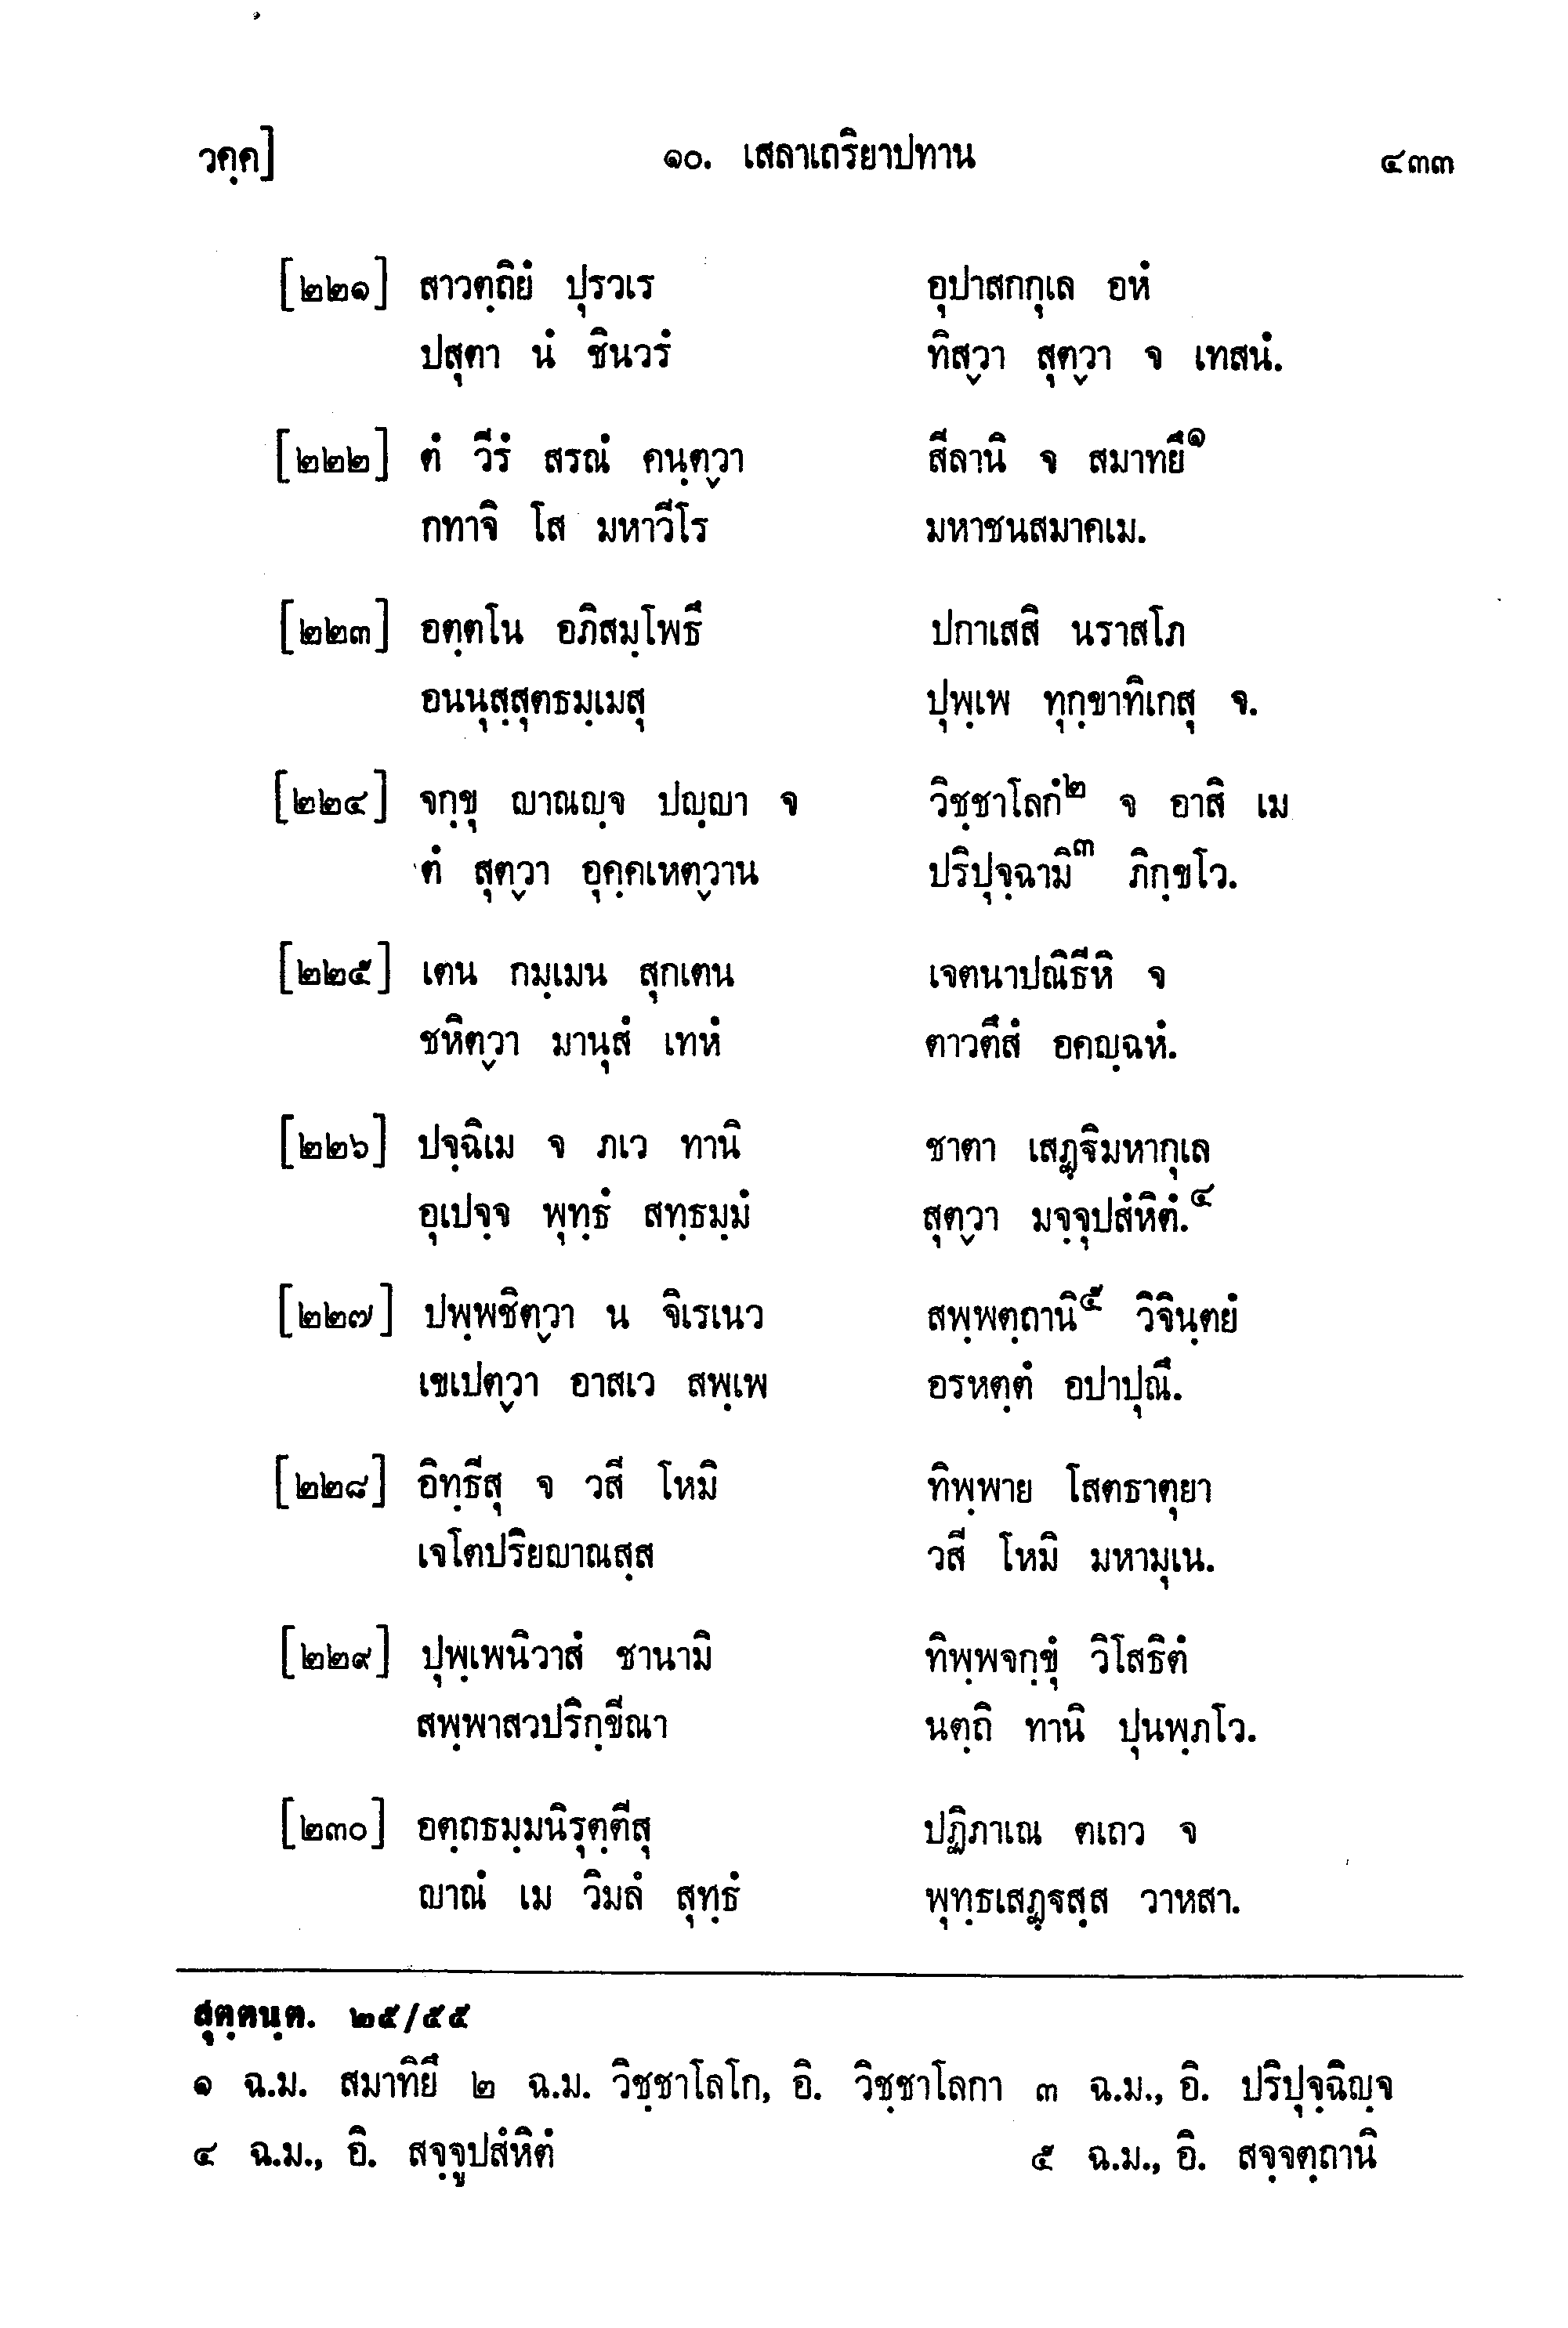 วคฺค] ๑๐. เสลาเถริยาปทาน ๔๓๓
[๒๒๑] สาวตฺถิยํ ปุรวเร อุปาสกกุเล อหํ
ปสุตา นํ ชินวรํ ทิสฺวา สุตฺวา จ เทสนํ.
[๒๒๒] ตํ วีรํ สรณํ คนฺตฺวา สีลานิ จ สมาทยึ๑
กทาจิ โส มหาวีโร มหาชนสมาคเม.
[๒๒๓] อตฺตโน อภิสมฺโพธึ ปกาเสสิ นราสโภ
อนนุสฺสุตธมฺเมสุ ปุพฺเพ ทุกฺขาทิเกสุ จ.
[๒๒๔] จกฺขุ ญาณญฺจ ปญฺญา จ วิชฺชาโลกํ๒ จ อาสิ เม
ตํ สุตฺวา อุคฺคเหตฺวาน ปริปุจฺฉามิ๓ ภิกฺขโว.
[๒๒๕] เตน กมฺเมน สุกเตน เจตนาปณิธีหิ จ
ชหิตฺวา มานุสํ เทหํ ตาวตึสํ อคญฺฉหํ.
[๒๒๖] ปจฺฉิเม จ ภเว ทานิ ชาตา เสฏฺฐิมหากุเล
อุเปจฺจ พุทฺธํ สทฺธมฺมํ สุตฺวา มจฺจุปสํหิตํ.๔
[๒๒๗] ปพฺพชิตฺวา น จิเรเนว สพฺพตฺถานิ๕ วิจินฺตยํ
เขเปตฺวา อาสเว สพฺเพ อรหตฺตํ อปาปุณึ.
[๒๒๘] อิทฺธีสุ จ วสี โหมิ ทิพฺพาย โสตธาตุยา
เจโตปริยญาณสฺส วสี โหมิ มหามุเน.
[๒๒๙] ปุพฺเพนิวาสํ ชานามิ ทิพฺพจกฺขุํ วิโสธิตํ
สพฺพาสวปริกฺขีณา นตฺถิ ทานิ ปุนพฺภโว.
[๒๓๐] อตฺถธมฺมนิรุตฺตีสุ ปฏิภาเณ ตเถว จ
ญาณํ เม วิมลํ สุทฺธํ พุทฺธเสฏฺฐสฺส วาหสา.
สุตฺตนฺต. ๒๕/๕๕
๑ ฉ.ม. สมาทิยึ ๒ ฉ.ม. วิชฺชาโลโก, อิ. วิชฺชาโลกา ๓ ฉ.ม., อิ. ปริปุจฺฉิญฺจ
๔ ฉ.ม., อิ. สจฺจูปสํหิตํ ๕ ฉ.ม., อิ. สจฺจตฺถานิ